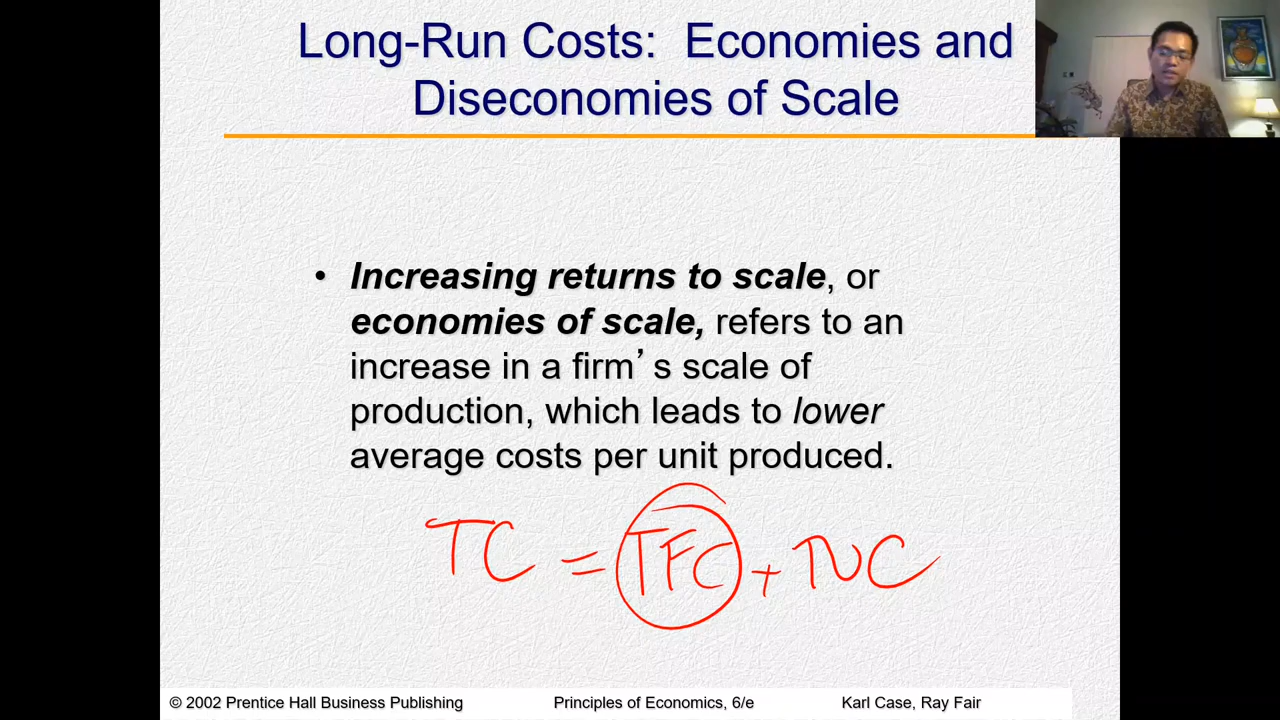 Long-Run Costs: Economies and
Diseconomies of Scale
• Increasing returns to scale, or
economies of scale, refers to an
increase in a firm’s scale of
production, which leads to lower
average costs per unit produced.
TC = TFC + TVC
© 2002 Prentice Hall Business Publishing Principles of Economics, 6/e Karl Case, Ray Fair